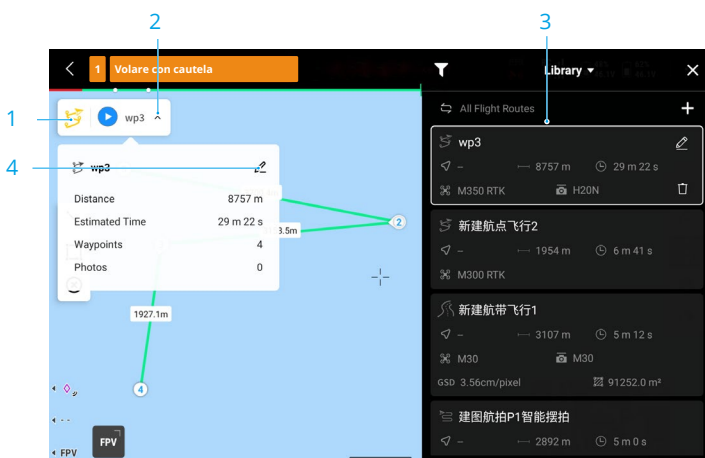 2
3
1 Volare con cautela
Library
1
wp3
All Flight Routes
wp3
8757 m
29 m 22 s
M350 RTK
H20N
4
wp3
Distance 8757 m
Estimated Time 29 m 22 s
Waypoints 4
Photos 0
2
3.5m
1927.1m
4
新建航点飞行2
1954 m
6 m 41 s
M300 RTK
新建航带飞行1
3107 m
5 m 12 s
M30
M30
GSD 3.56cm/pixel
91252.0 m²
建图航拍P1智能摆拍
2892 m
5 m 0 s
FPV
FPV